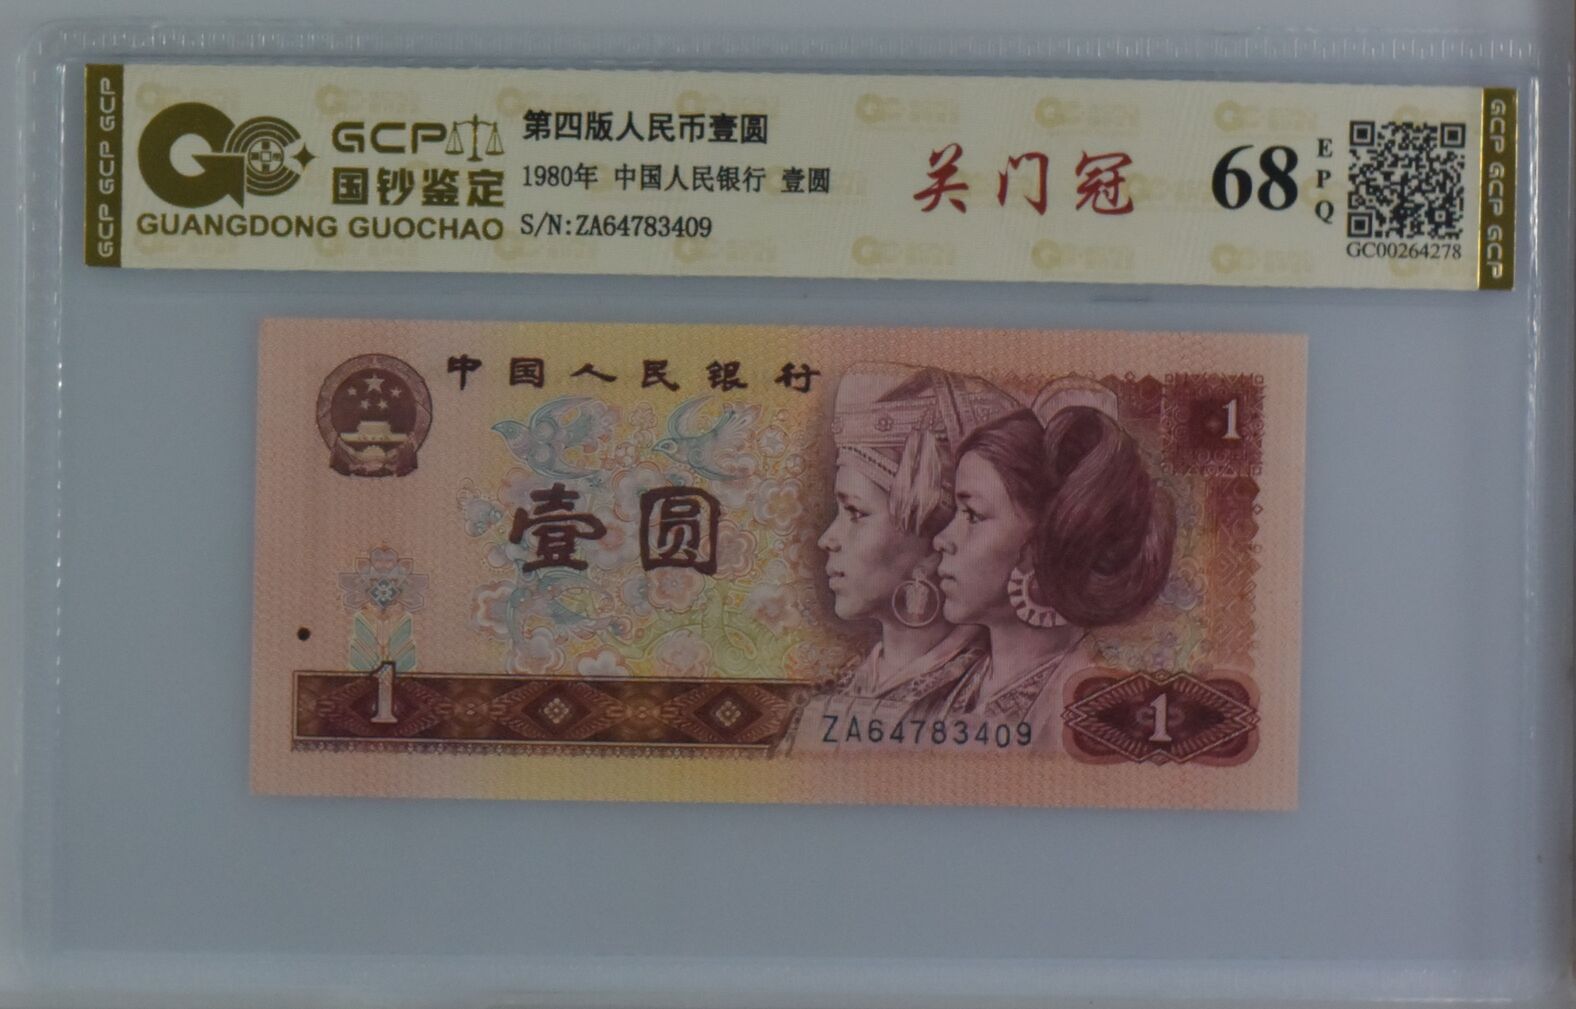 GCP GCP GCP
GCP
国钞鉴定
GUANGDONG GUOCHAO
第四版人民币壹圆
1980年 中国人民银行 壹圆
S/N:ZA64783409
关门冠
68
EPQ
GC00264278
GCP GCP GCP
中国人民银行
1
壹圆
1
ZA64783409
1